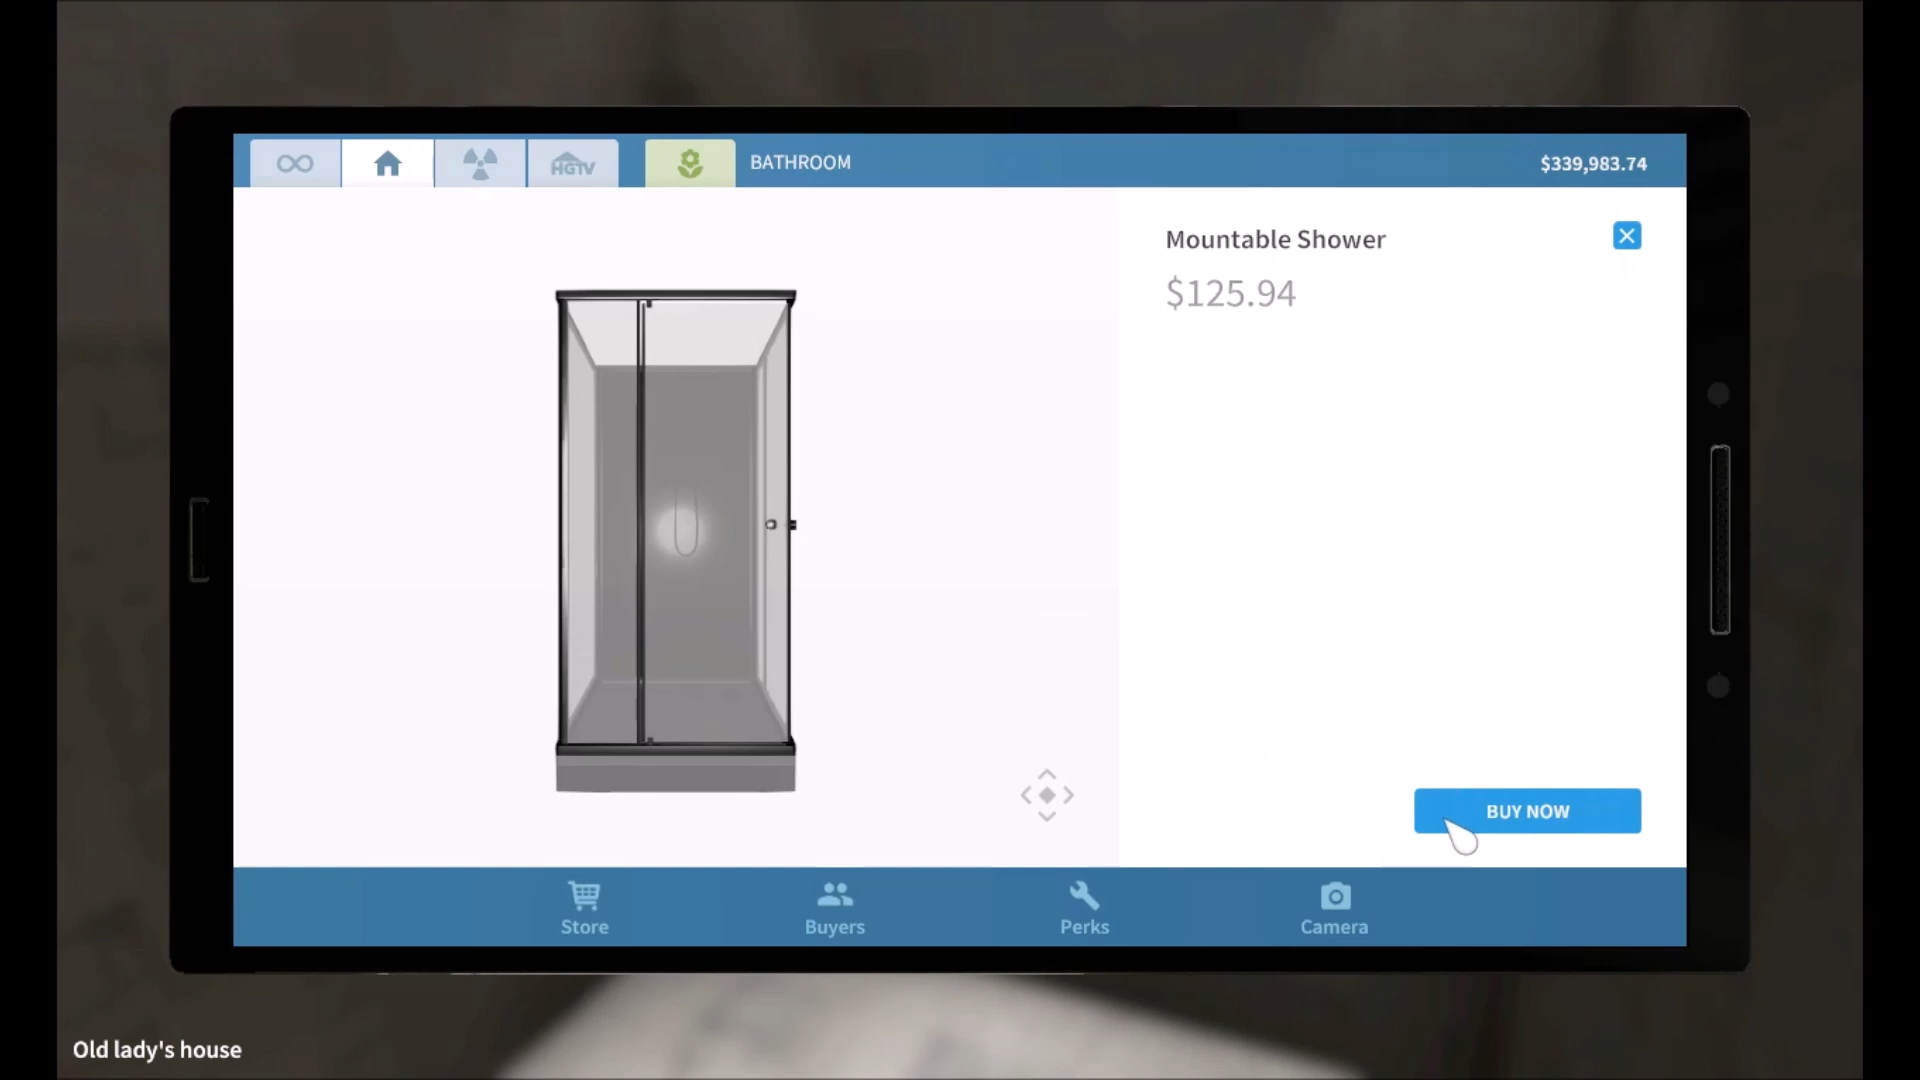 HGTV
BATHROOM
$339,983.74
Mountable Shower
$125.94
BUY NOW
Store
Buyers
Perks
Camera
Old lady's house